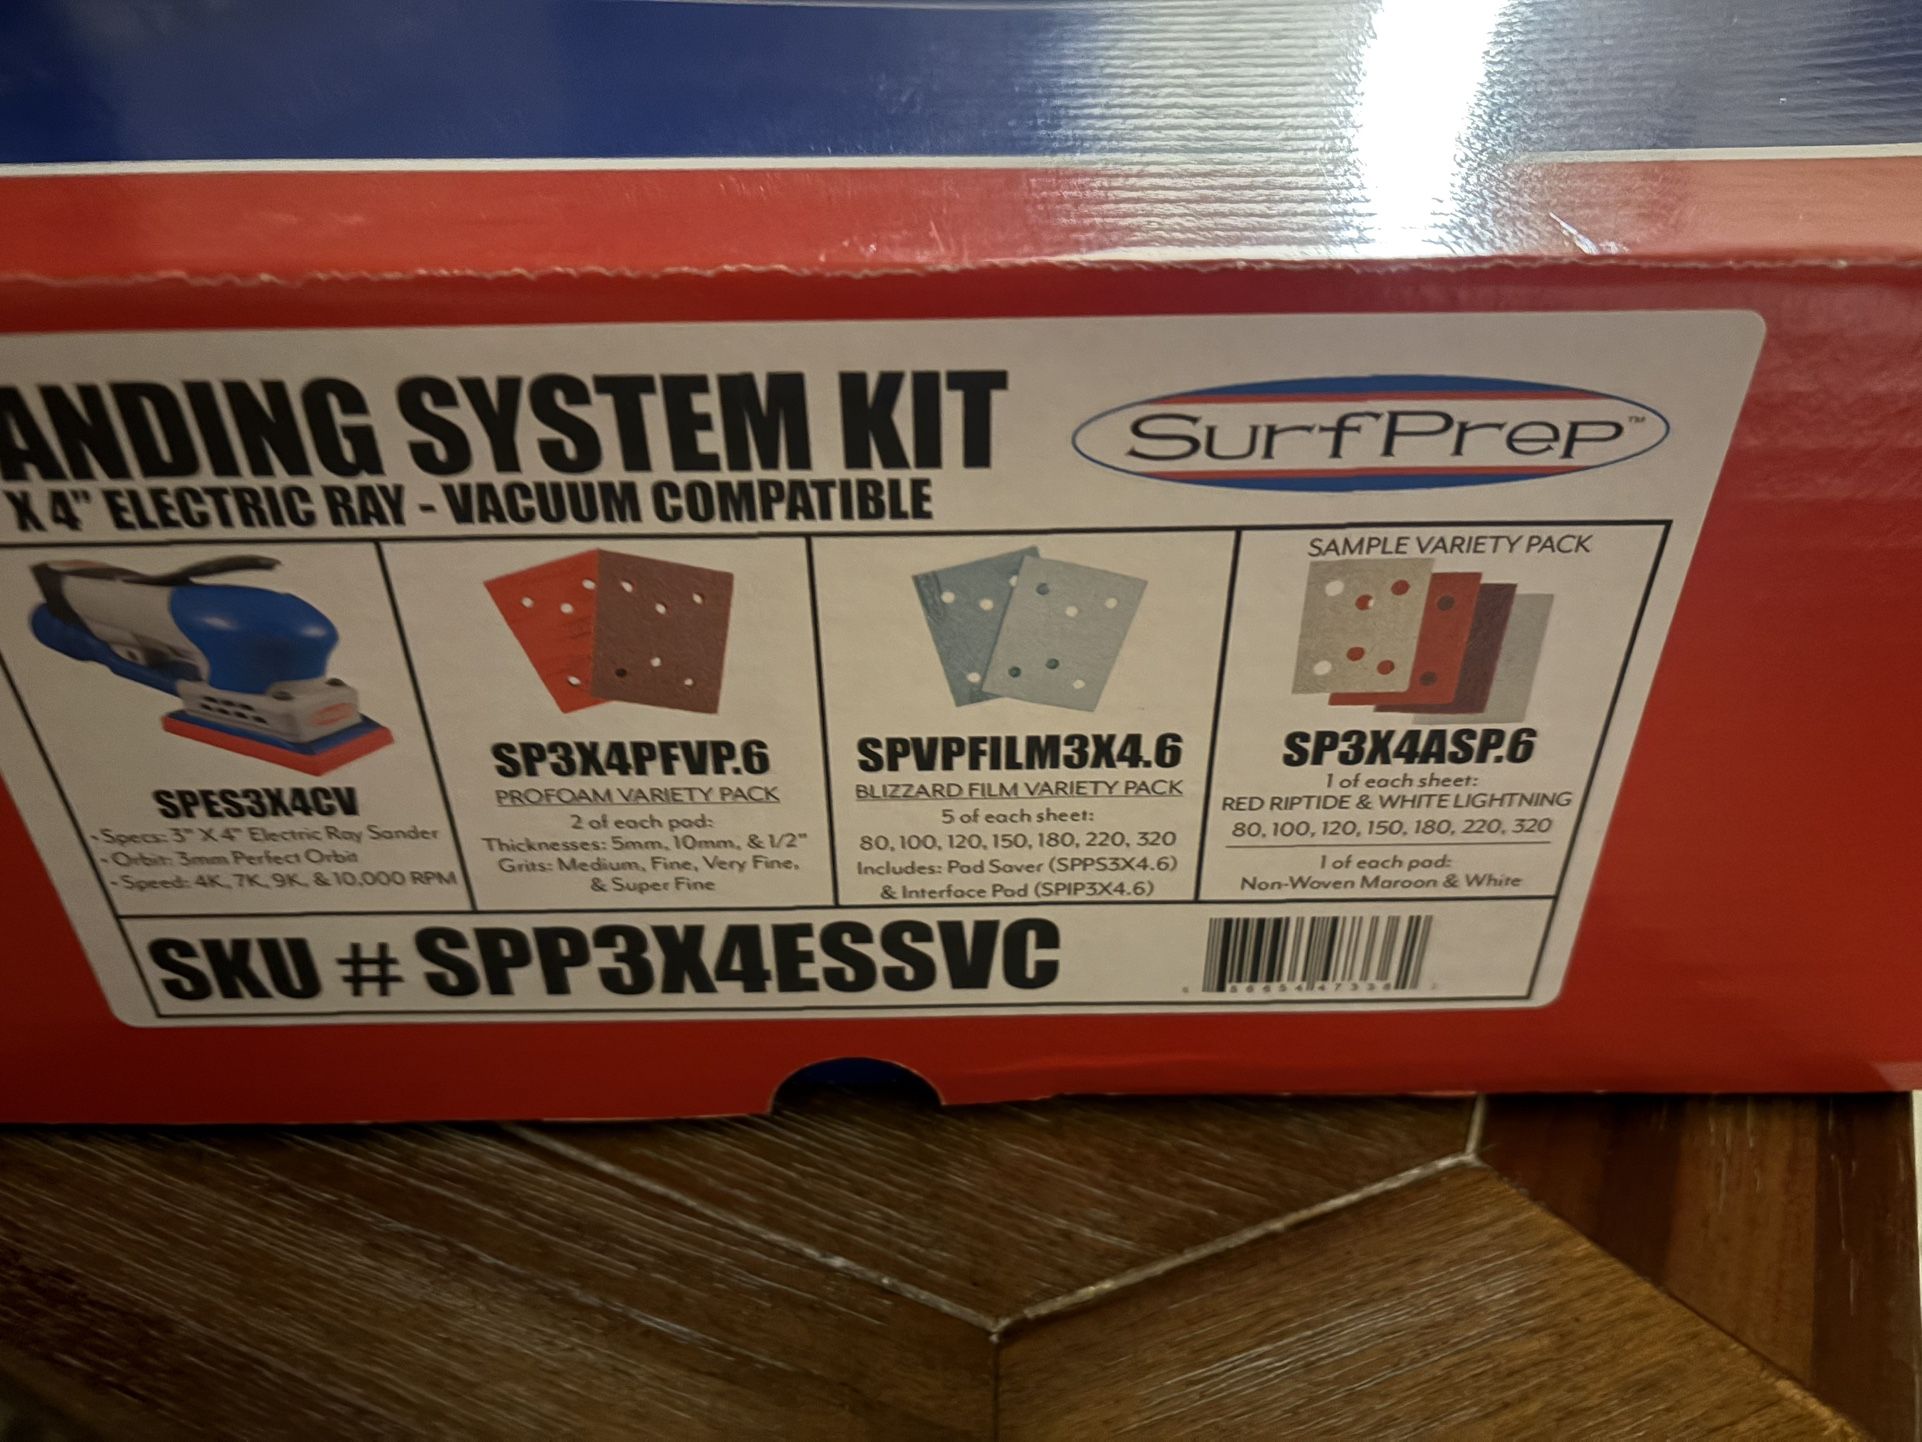 ANDING SYSTEM KIT
X 4" ELECTRIC RAY - VACUUM COMPATIBLE
SurfPrep™
SPES3X4CV
- Specs: 3" X 4" Electric Ray Sander
- Orbit: 3mm Perfect Orbit
- Speed: 4K, 7K, 9K, & 10,000 RPM
SP3X4PFVP.6
PROFOAM VARIETY PACK
2 of each pad:
Thicknesses: 5mm, 10mm, & 1/2"
Grits: Medium, Fine, Very Fine,
& Super Fine
SPVPFILM3X4.6
BLIZZARD FILM VARIETY PACK
5 of each sheet:
80, 100, 120, 150, 180, 220, 320
Includes: Pad Saver (SPPS3X4.6)
& Interface Pad (SPIP3X4.6)
SAMPLE VARIETY PACK
SP3X4ASP.6
1 of each sheet:
RED RIPTIDE & WHITE LIGHTNING
80, 100, 120, 150, 180, 220, 320
1 of each pad:
Non-Woven Maroon & White
SKU # SPP3X4ESSVC